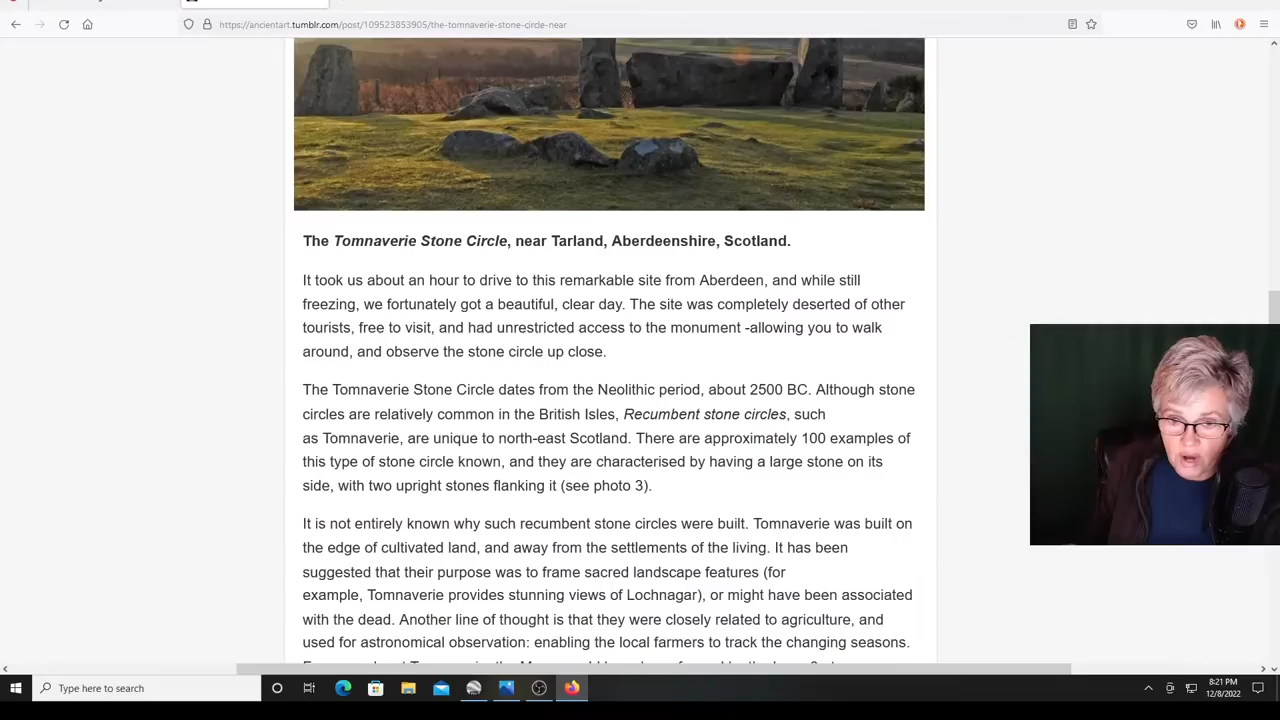 https://ancientart.tumblr.com/post/109523853905/the-tomnaverie-stone-circle-near
The Tomnaverie Stone Circle, near Tarland, Aberdeenshire, Scotland.
It took us about an hour to drive to this remarkable site from Aberdeen, and while still
freezing, we fortunately got a beautiful, clear day. The site was completely deserted of other
tourists, free to visit, and had unrestricted access to the monument -allowing you to walk
around, and observe the stone circle up close.
The Tomnaverie Stone Circle dates from the Neolithic period, about 2500 BC. Although stone
circles are relatively common in the British Isles, Recumbent stone circles, such
as Tomnaverie, are unique to north-east Scotland. There are approximately 100 examples of
this type of stone circle known, and they are characterised by having a large stone on its
side, with two upright stones flanking it (see photo 3).
It is not entirely known why such recumbent stone circles were built. Tomnaverie was built on
the edge of cultivated land, and away from the settlements of the living. It has been
suggested that their purpose was to frame sacred landscape features (for
example, Tomnaverie provides stunning views of Lochnagar), or might have been associated
with the dead. Another line of thought is that they were closely related to agriculture, and
used for astronomical observation: enabling the local farmers to track the changing seasons.
Type here to search
8:21 PM
12/8/2022